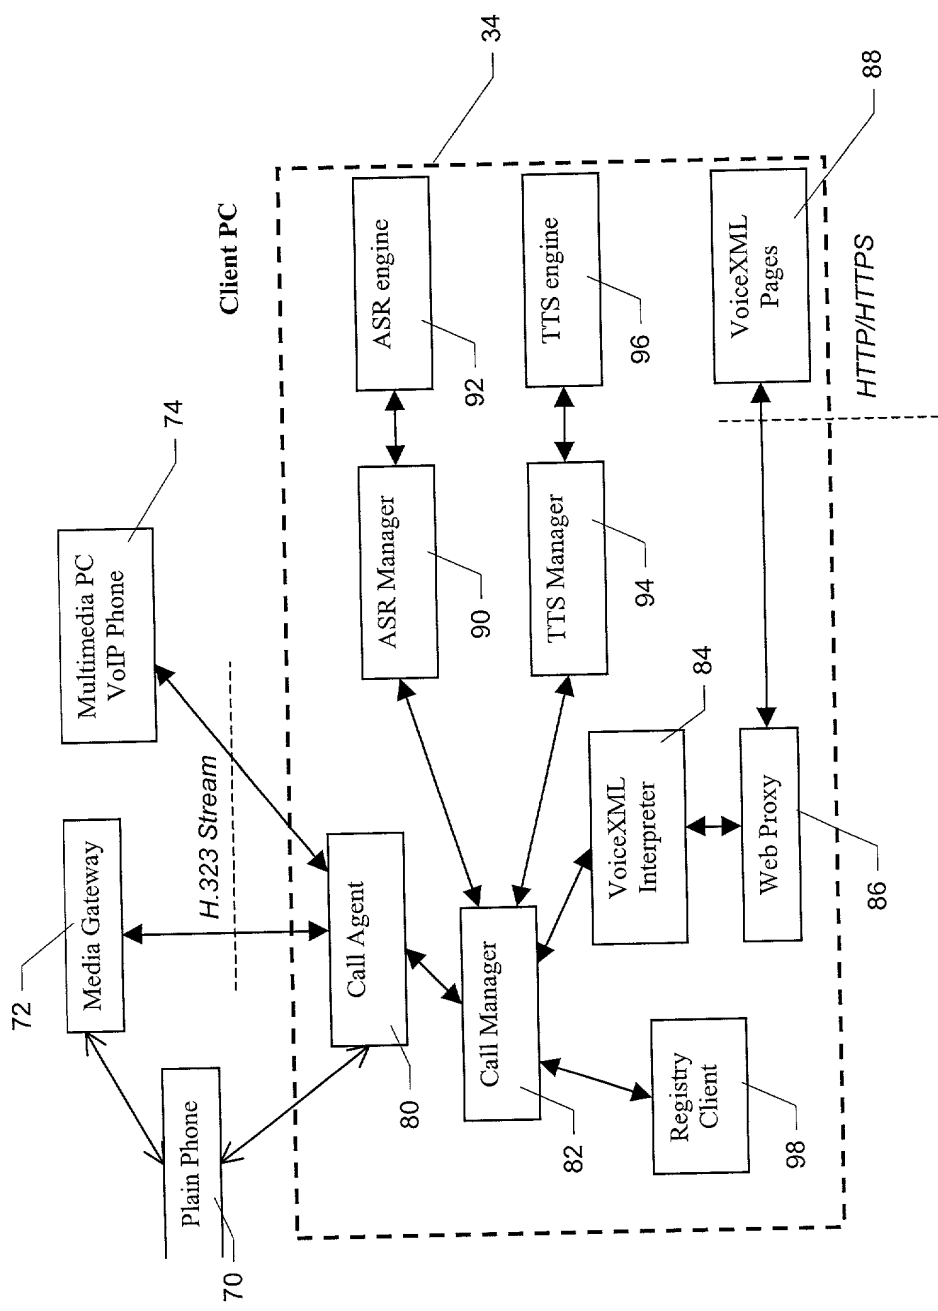 Plain Phone
70
72
Media Gateway
Multimedia PC
VoIP Phone
74
H.323 Stream
Client PC
34
Call Agent
80
Call Manager
82
ASR Manager
90
ASR engine
92
TTS Manager
94
TTS engine
96
VoiceXML
Interpreter
84
Registry
Client
98
Web Proxy
86
VoiceXML
Pages
88
HTTP/HTTPS